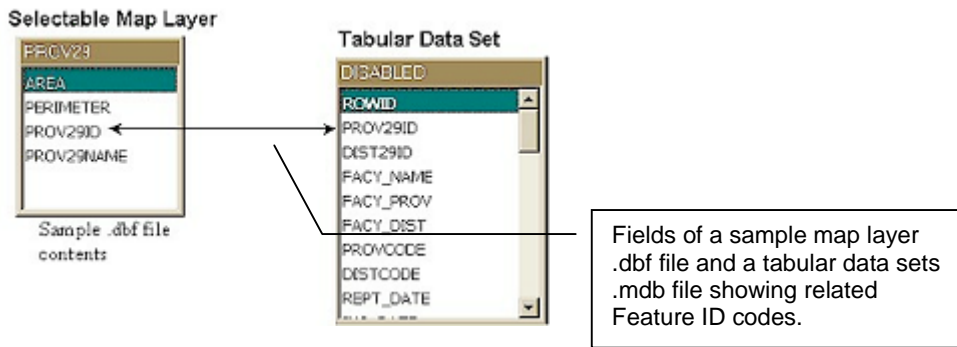 Selectable Map Layer
PROV29
AREA
PERIMETER
PROV29ID
PROV29NAME
Sample .dbf file
contents
Tabular Data Set
DISABLED
ROWID
PROV29ID
DIST29ID
FACY_NAME
FACY_PROV
FACY_DIST
PROVCODE
DISTCODE
REPT_DATE
Fields of a sample map layer
.dbf file and a tabular data sets
.mdb file showing related
Feature ID codes.